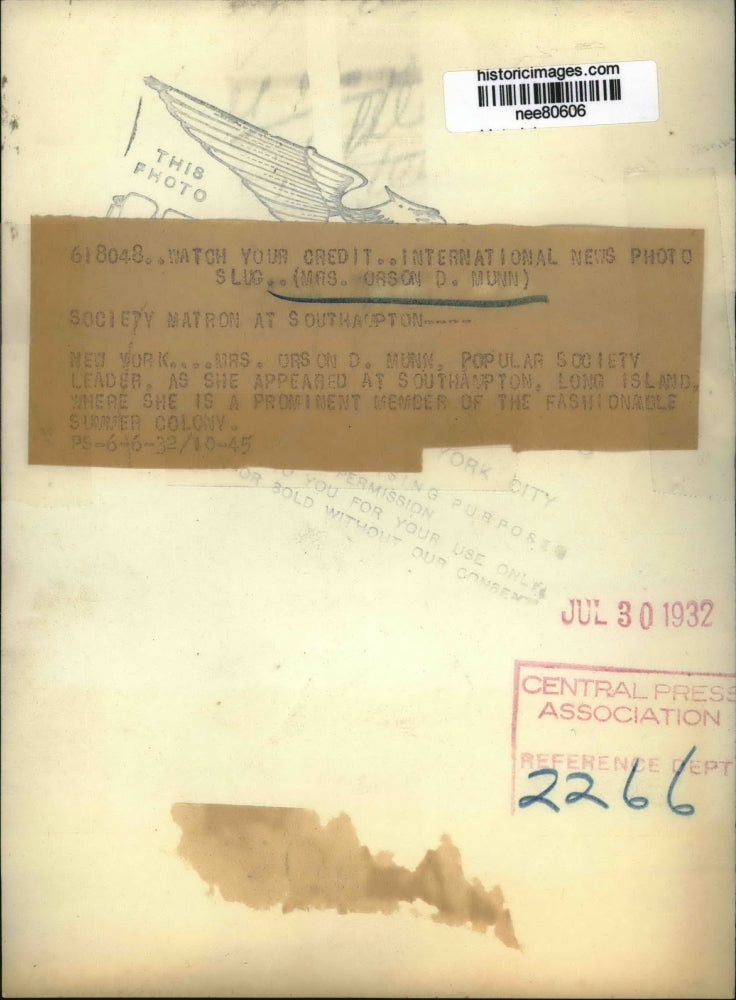 historicimages.com
nee80606
THIS
PHOTO
618048..WATCH YOUR CREDIT..INTERNATIONAL NEWS PHOTO
SLUG..(MRS. ORSON D. MUNN)
SOCIETY MATRON AT SOUTHAMPTON----
NEW YORK....MRS. ORSON D. MUNN, POPULAR SOCIETY
LEADER, AS SHE APPEARED AT SOUTHAMPTON, LONG ISLAND,
WHERE SHE IS A PROMINENT MEMBER OF THE FASHIONABLE
SUMMER COLONY.
PS-6-6-32/10-45
YORK CITY
SING PURPOSES
PERMISSION
O YOU FOR YOUR USE ONLY.
OR SOLD WITHOUT OUR CONSENT
JUL 30 1932
CENTRAL PRESS
ASSOCIATION
REFERENCE DEPT
2266